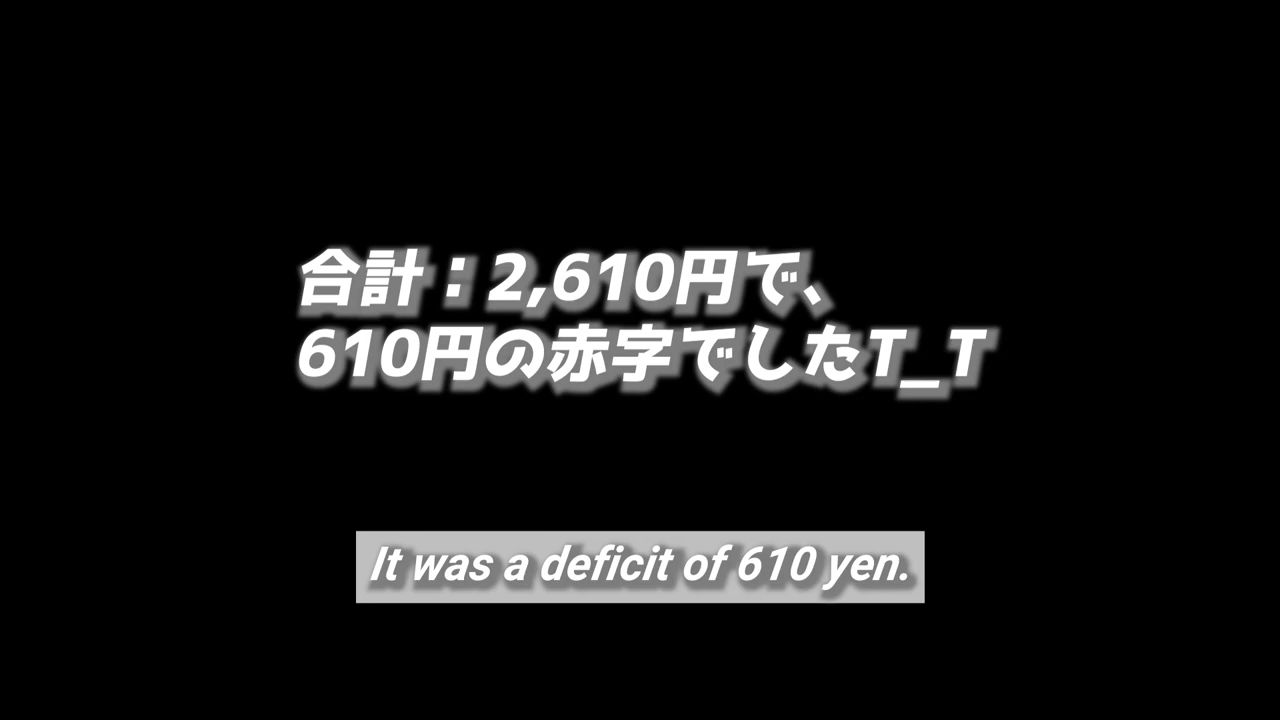 合計：2,610円で、
610円の赤字でしたT_T
It was a deficit of 610 yen.